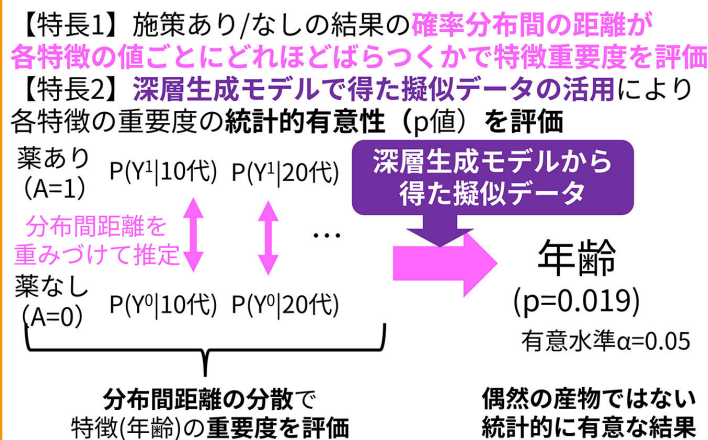 【特長1】施策あり/なしの結果の確率分布間の距離が
各特徴の値ごとにどれほどばらつくかで特徴重要度を評価
【特長2】深層生成モデルで得た擬似データの活用により
各特徴の重要度の統計的有意性（p値）を評価
薬あり
（A=1）
P(Y¹|10代) P(Y¹|20代)
深層生成モデルから
得た擬似データ
分布間距離を
重みづけて推定
…
薬なし
（A=0）
P(Y⁰|10代) P(Y⁰|20代)
年齢
(p=0.019)
有意水準α=0.05
分布間距離の分散で
特徴(年齢)の重要度を評価
偶然の産物ではない
統計的に有意な結果